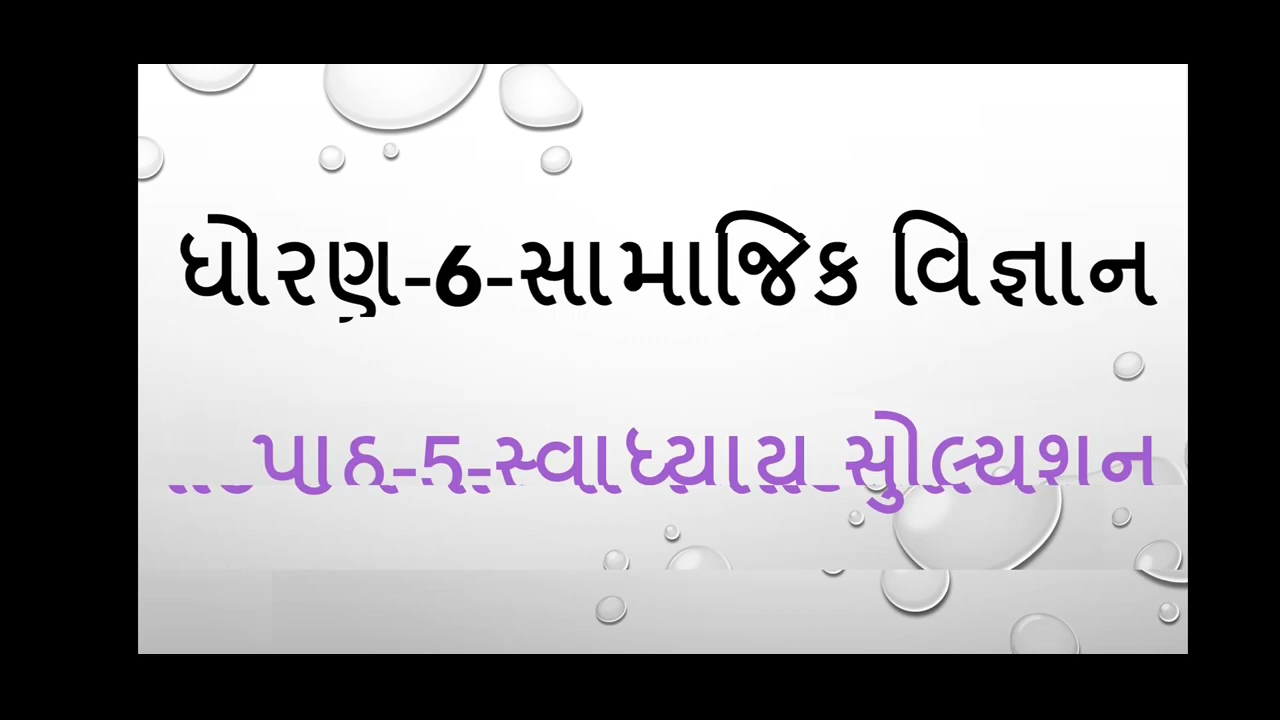 ધોરણ-6-સામાજિક વિજ્ઞાન
પાઠ-5-સ્વાધ્યાય સોલ્યુશન